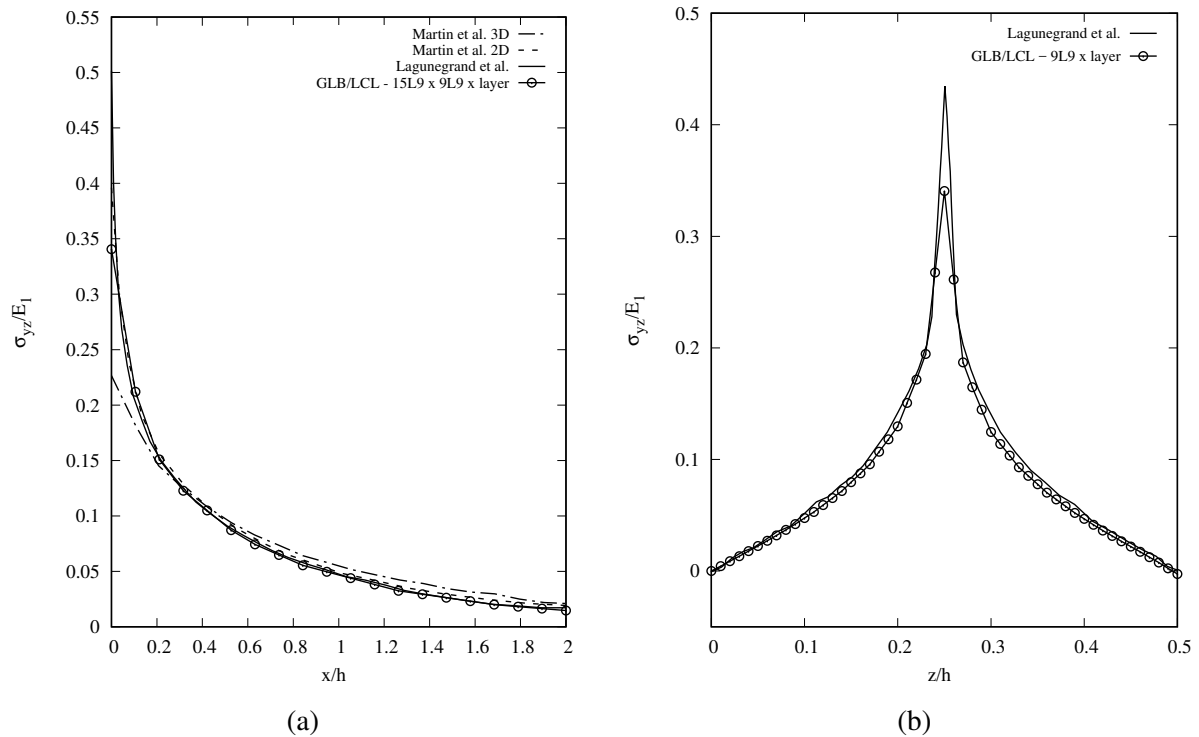 0.55
0.5
0.45
0.4
0.35
0.3
0.25
0.2
0.15
0.1
0.05
0
σyz/E1
0 0.2 0.4 0.6 0.8 1 1.2 1.4 1.6 1.8 2
x/h
Martin et al. 3D
Martin et al. 2D
Lagunegrand et al.
GLB/LCL - 15L9 x 9L9 x layer
(a)
0.5
0.4
0.3
0.2
0.1
0
σyz/E1
0 0.1 0.2 0.3 0.4 0.5
z/h
Lagunegrand et al.
GLB/LCL − 9L9 x layer
(b)